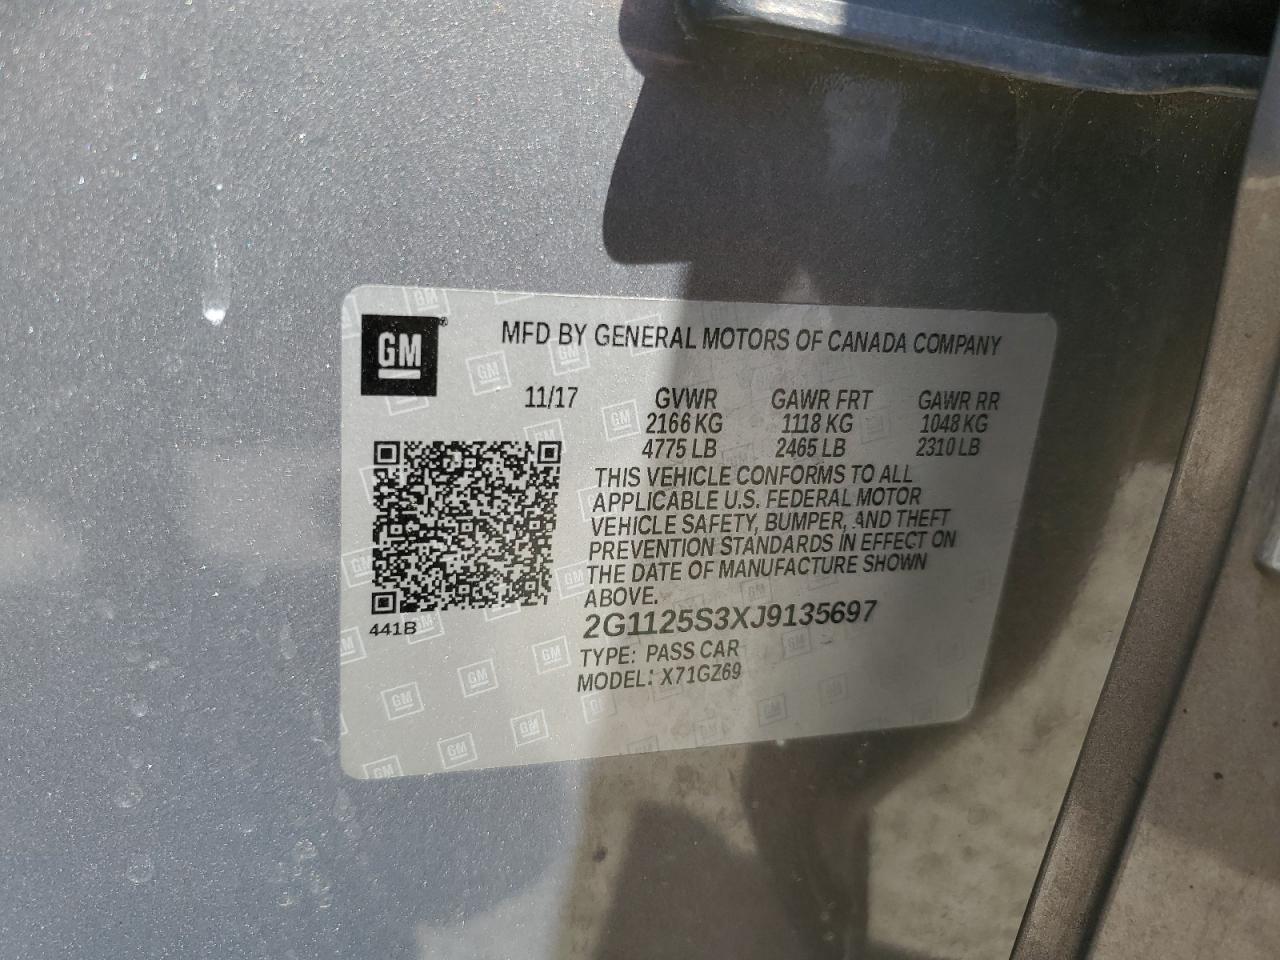 GM®
MFD BY GENERAL MOTORS OF CANADA COMPANY
11/17 GVWR GAWR FRT GAWR RR
2166 KG 1118 KG 1048 KG
4775 LB 2465 LB 2310 LB
THIS VEHICLE CONFORMS TO ALL
APPLICABLE U.S. FEDERAL MOTOR
VEHICLE SAFETY, BUMPER, AND THEFT
PREVENTION STANDARDS IN EFFECT ON
THE DATE OF MANUFACTURE SHOWN
ABOVE.
441B
2G1125S3XJ9135697
TYPE: PASS CAR
MODEL: X71GZ69